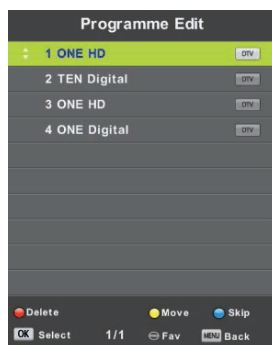 Programme Edit
1 ONE HD DTV
2 TEN Digital DTV
3 ONE HD DTV
4 ONE Digital DTV
Delete Move Skip
OK Select 1/1 Fav MENU Back